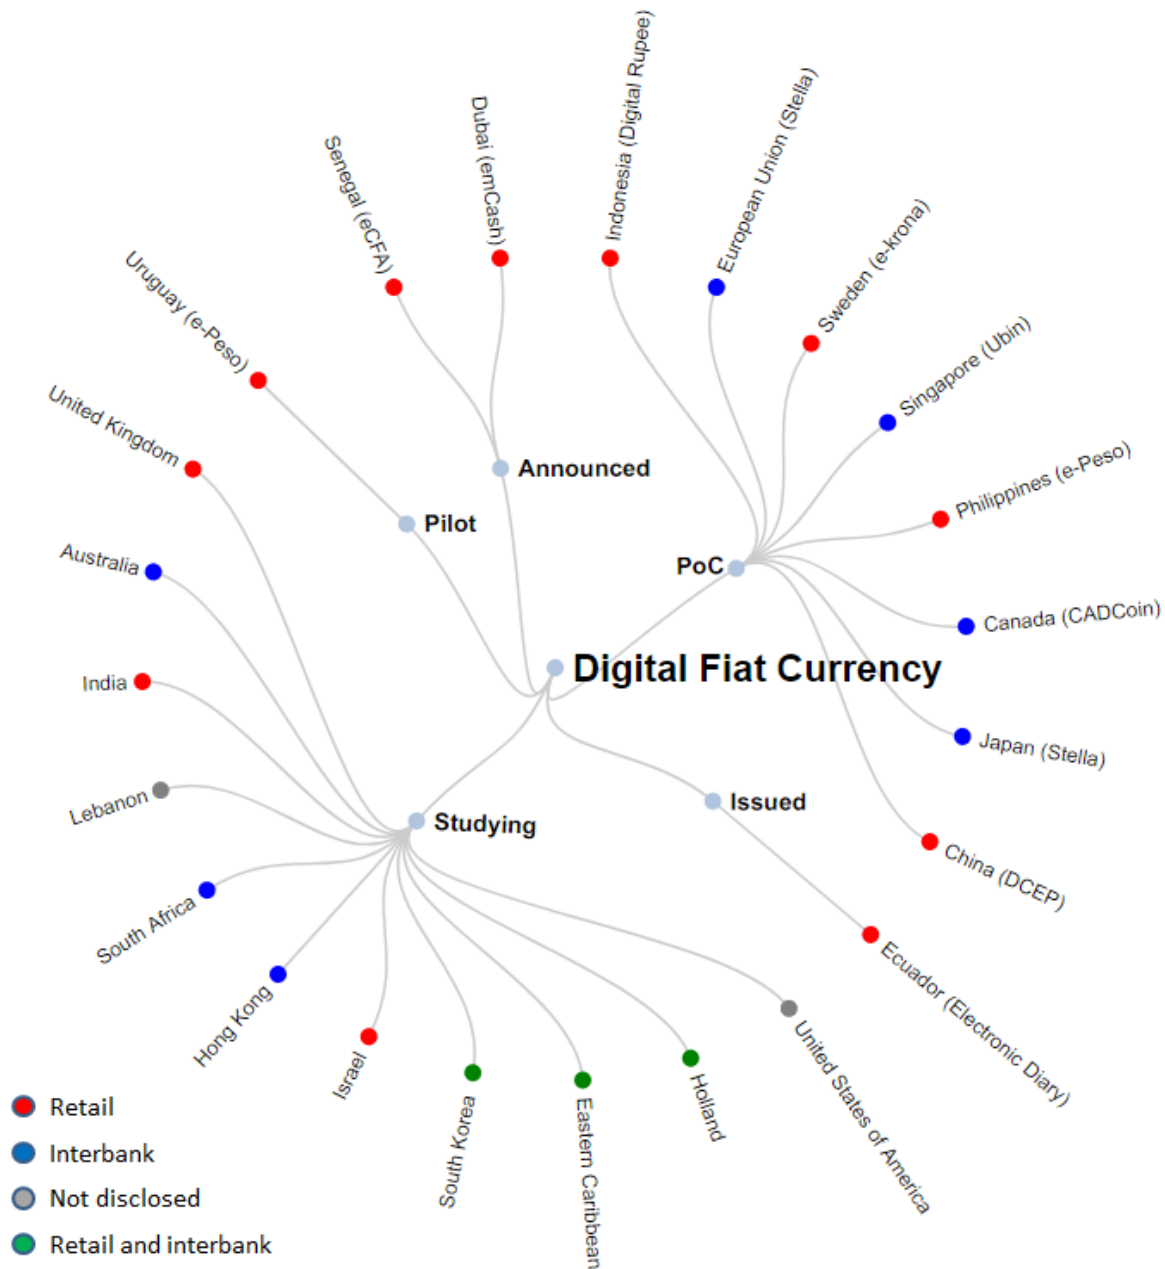 Indonesia (Digital Rupee)
European Union (Stella)
Dubai (emCash)
Senegal (eCFA)
Sweden (e-krona)
Uruguay (e-Peso)
Singapore (Ubin)
United Kingdom
Announced
Philippines (e-Peso)
Pilot
Australia
PoC
Canada (CADCoin)
Digital Fiat Currency
India
Japan (Stella)
Lebanon
Issued
Studying
China (DCEP)
South Africa
Ecuador (Electronic Diary)
Hong Kong
Israel
United States of America
Holland
South Korea
Eastern Caribbean
Retail
Interbank
Not disclosed
Retail and interbank